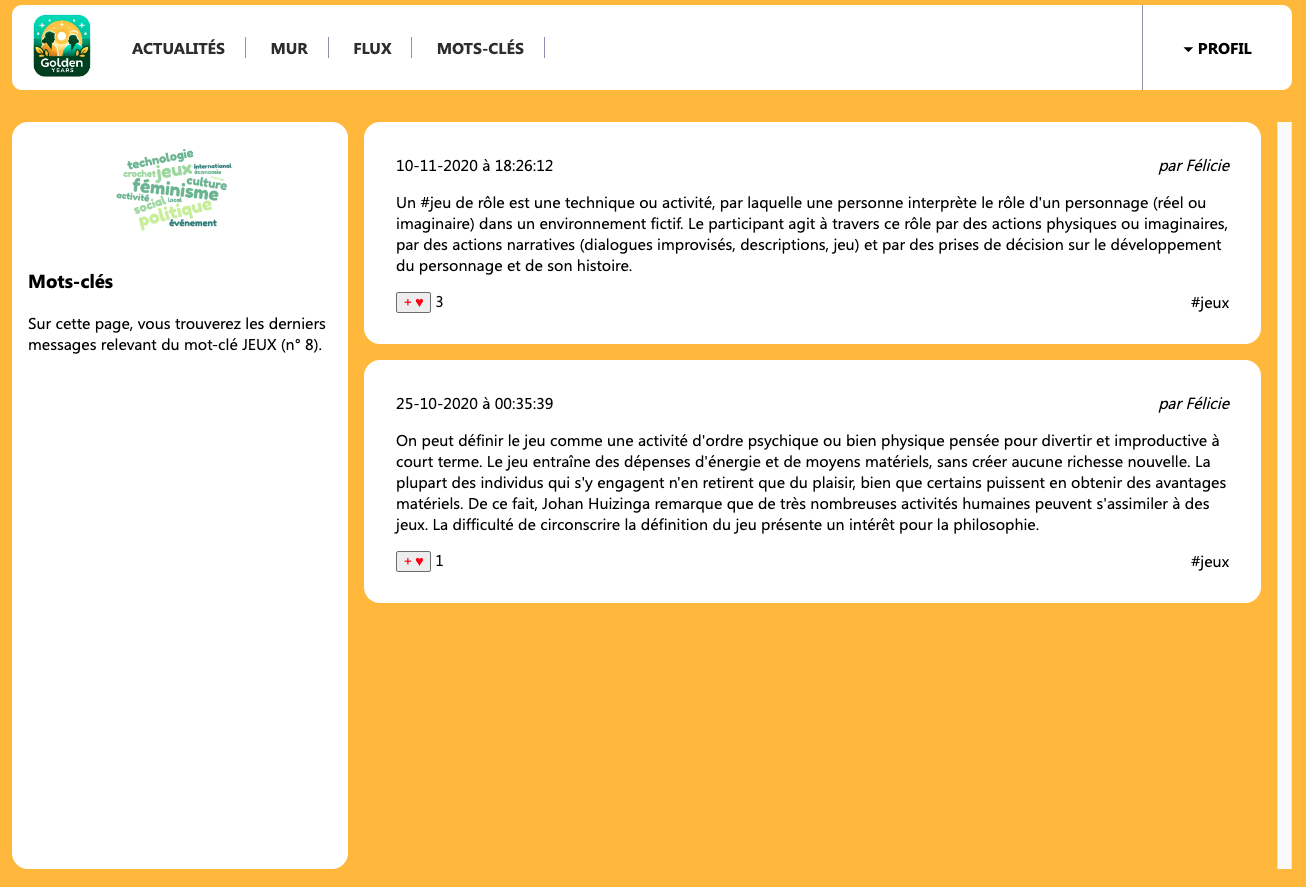 Golden
YEARS
ACTUALITÉS
MUR
FLUX
MOTS-CLÉS
PROFIL
technologie
international
crochet
jeux
économie
féminisme
culture
activité
local
social
politique
événement
Mots-clés
Sur cette page, vous trouverez les derniers
messages relevant du mot-clé JEUX (n° 8).
10-11-2020 à 18:26:12
par Félicie
Un #jeu de rôle est une technique ou activité, par laquelle une personne interprète le rôle d'un personnage (réel ou
imaginaire) dans un environnement fictif. Le participant agit à travers ce rôle par des actions physiques ou imaginaires,
par des actions narratives (dialogues improvisés, descriptions, jeu) et par des prises de décision sur le développement
du personnage et de son histoire.
+ ♥ 3
#jeux
25-10-2020 à 00:35:39
par Félicie
On peut définir le jeu comme une activité d'ordre psychique ou bien physique pensée pour divertir et improductive à
court terme. Le jeu entraîne des dépenses d'énergie et de moyens matériels, sans créer aucune richesse nouvelle. La
plupart des individus qui s'y engagent n'en retirent que du plaisir, bien que certains puissent en obtenir des avantages
matériels. De ce fait, Johan Huizinga remarque que de très nombreuses activités humaines peuvent s'assimiler à des
jeux. La difficulté de circonscrire la définition du jeu présente un intérêt pour la philosophie.
+ ♥ 1
#jeux